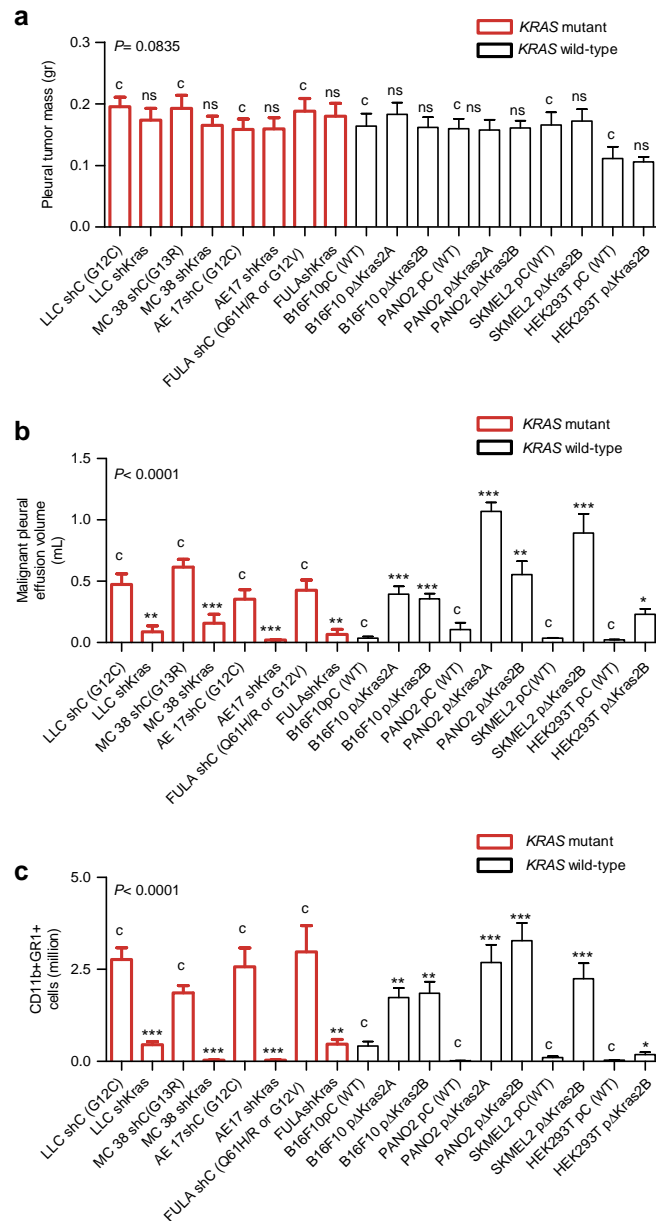 a
P= 0.0835
KRAS mutant
KRAS wild-type
Pleural tumor mass (gr)
0.3
0.2
0.1
0.0
c ns c ns c ns c ns c ns ns c ns ns c ns c ns
LLC shC (G12C)
LLC shKras
MC 38 shC(G13R)
MC 38 shKras
AE 17shC (G12C)
AE17 shKras
FULA shC (Q61H/R or G12V)
FULAshKras
B16F10pC (WT)
B16F10 pΔKras2A
B16F10 pΔKras2B
PANO2 pC (WT)
PANO2 pΔKras2A
PANO2 pΔKras2B
SKMEL2 pC(WT)
SKMEL2 pΔKras2B
HEK293T pC (WT)
HEK293T pΔKras2B
b
P< 0.0001
KRAS mutant
KRAS wild-type
Malignant pleural
effusion volume
(mL)
1.5
1.0
0.5
0.0
c ** c *** c *** c ** c *** *** c *** ** c *** c *
LLC shC (G12C)
LLC shKras
MC 38 shC(G13R)
MC 38 shKras
AE 17shC (G12C)
AE17 shKras
FULA shC (Q61H/R or G12V)
FULAshKras
B16F10pC (WT)
B16F10 pΔKras2A
B16F10 pΔKras2B
PANO2 pC (WT)
PANO2 pΔKras2A
PANO2 pΔKras2B
SKMEL2 pC(WT)
SKMEL2 pΔKras2B
HEK293T pC (WT)
HEK293T pΔKras2B
c
P< 0.0001
KRAS mutant
KRAS wild-type
CD11b+GR1+
cells (million)
5.0
2.5
0.0
c *** c *** c *** c ** c ** ** c *** *** c *** c *
LLC shC (G12C)
LLC shKras
MC 38 shC(G13R)
MC 38 shKras
AE 17shC (G12C)
AE17 shKras
FULA shC (Q61H/R or G12V)
FULAshKras
B16F10pC (WT)
B16F10 pΔKras2A
B16F10 pΔKras2B
PANO2 pC (WT)
PANO2 pΔKras2A
PANO2 pΔKras2B
SKMEL2 pC(WT)
SKMEL2 pΔKras2B
HEK293T pC (WT)
HEK293T pΔKras2B